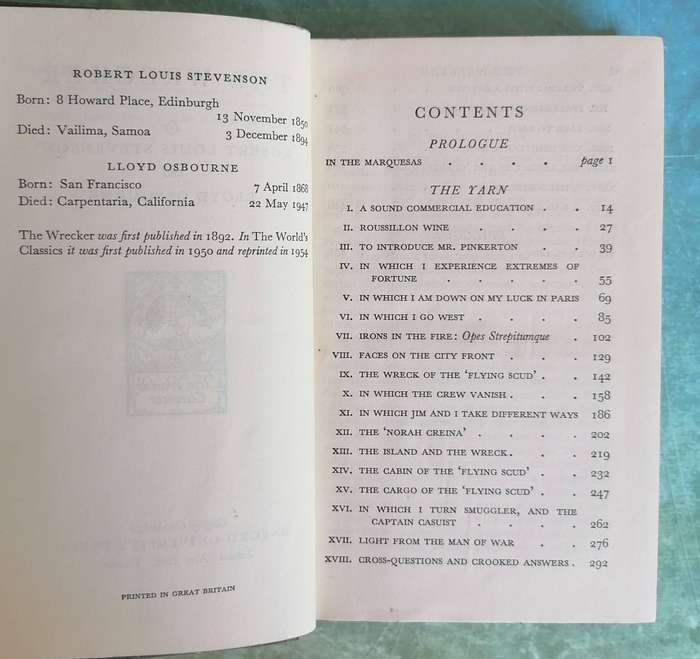 ROBERT LOUIS STEVENSON
Born: 8 Howard Place, Edinburgh
13 November 1850
Died: Vailima, Samoa 3 December 1894
LLOYD OSBOURNE
Born: San Francisco 7 April 1868
Died: Carpentaria, California 22 May 1947
The Wrecker was first published in 1892. In The World's
Classics it was first published in 1950 and reprinted in 1954
PRINTED IN GREAT BRITAIN
CONTENTS
PROLOGUE
IN THE MARQUESAS . . . . page 1
THE YARN
I. A SOUND COMMERCIAL EDUCATION . . 14
II. ROUSSILLON WINE . . . . 27
III. TO INTRODUCE MR. PINKERTON . . 39
IV. IN WHICH I EXPERIENCE EXTREMES OF
FORTUNE . . . . . 55
V. IN WHICH I AM DOWN ON MY LUCK IN PARIS 69
VI. IN WHICH I GO WEST . . . . 85
VII. IRONS IN THE FIRE: Opes Strepitumque . 102
VIII. FACES ON THE CITY FRONT . . . 129
IX. THE WRECK OF THE 'FLYING SCUD' . . 142
X. IN WHICH THE CREW VANISH . . . 158
XI. IN WHICH JIM AND I TAKE DIFFERENT WAYS 186
XII. THE 'NORAH CREINA' . . . . 202
XIII. THE ISLAND AND THE WRECK . . . 219
XIV. THE CABIN OF THE 'FLYING SCUD' . . 232
XV. THE CARGO OF THE 'FLYING SCUD' . . 247
XVI. IN WHICH I TURN SMUGGLER, AND THE
CAPTAIN CASUIST . . . . 262
XVII. LIGHT FROM THE MAN OF WAR . . 276
XVIII. CROSS-QUESTIONS AND CROOKED ANSWERS . 292